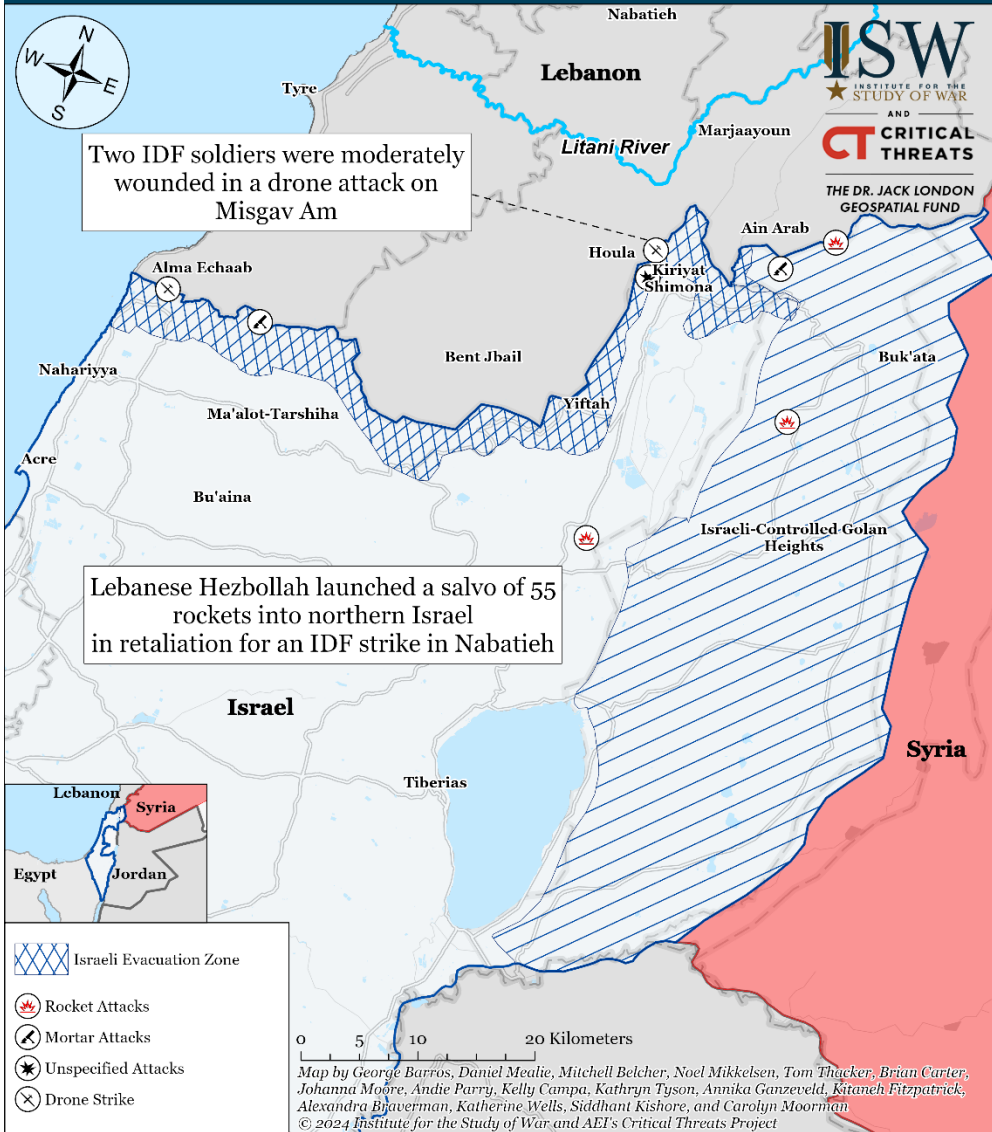 Nabatieh
Lebanon
ISW
INSTITUTE FOR THE
STUDY OF WAR
AND
CT CRITICAL
THREATS
THE DR. JACK LONDON
GEOSPATIAL FUND
N
W
E
S
Tyre
Marjaayoun
Litani River
Two IDF soldiers were moderately
wounded in a drone attack on
Misgav Am
Ain Arab
Houla
Alma Echaab
Kiriyat
Shimona
Bent Jbail
Buk'ata
Nahariyya
Yiftah
Ma'alot-Tarshiha
Acre
Bu'aina
Israeli-Controlled Golan
Heights
Lebanese Hezbollah launched a salvo of 55
rockets into northern Israel
in retaliation for an IDF strike in Nabatieh
Israel
Syria
Tiberias
Lebanon
Syria
Egypt
Jordan
Israeli Evacuation Zone
Rocket Attacks
Mortar Attacks
Unspecified Attacks
Drone Strike
0 5 10 20 Kilometers
Map by George Barros, Daniel Mealie, Mitchell Belcher, Noel Mikkelsen, Tom Thacker, Brian Carter,
Johanna Moore, Andie Parry, Kelly Campa, Kathryn Tyson, Annika Ganzeveld, Kitaneh Fitzpatrick,
Alexandra Braverman, Katherine Wells, Siddhant Kishore, and Carolyn Moorman
© 2024 Institute for the Study of War and AEI's Critical Threats Project